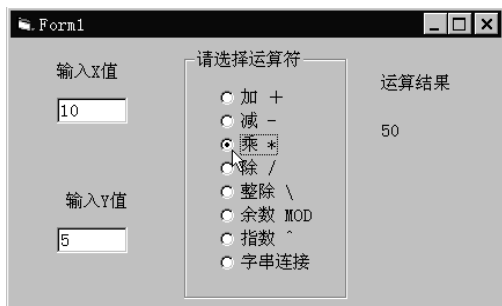 Form1
输入X值
10
输入Y值
5
请选择运算符
加 +
减 -
乘 *
除 /
整除 \
余数 MOD
指数 ^
字串连接
运算结果
50